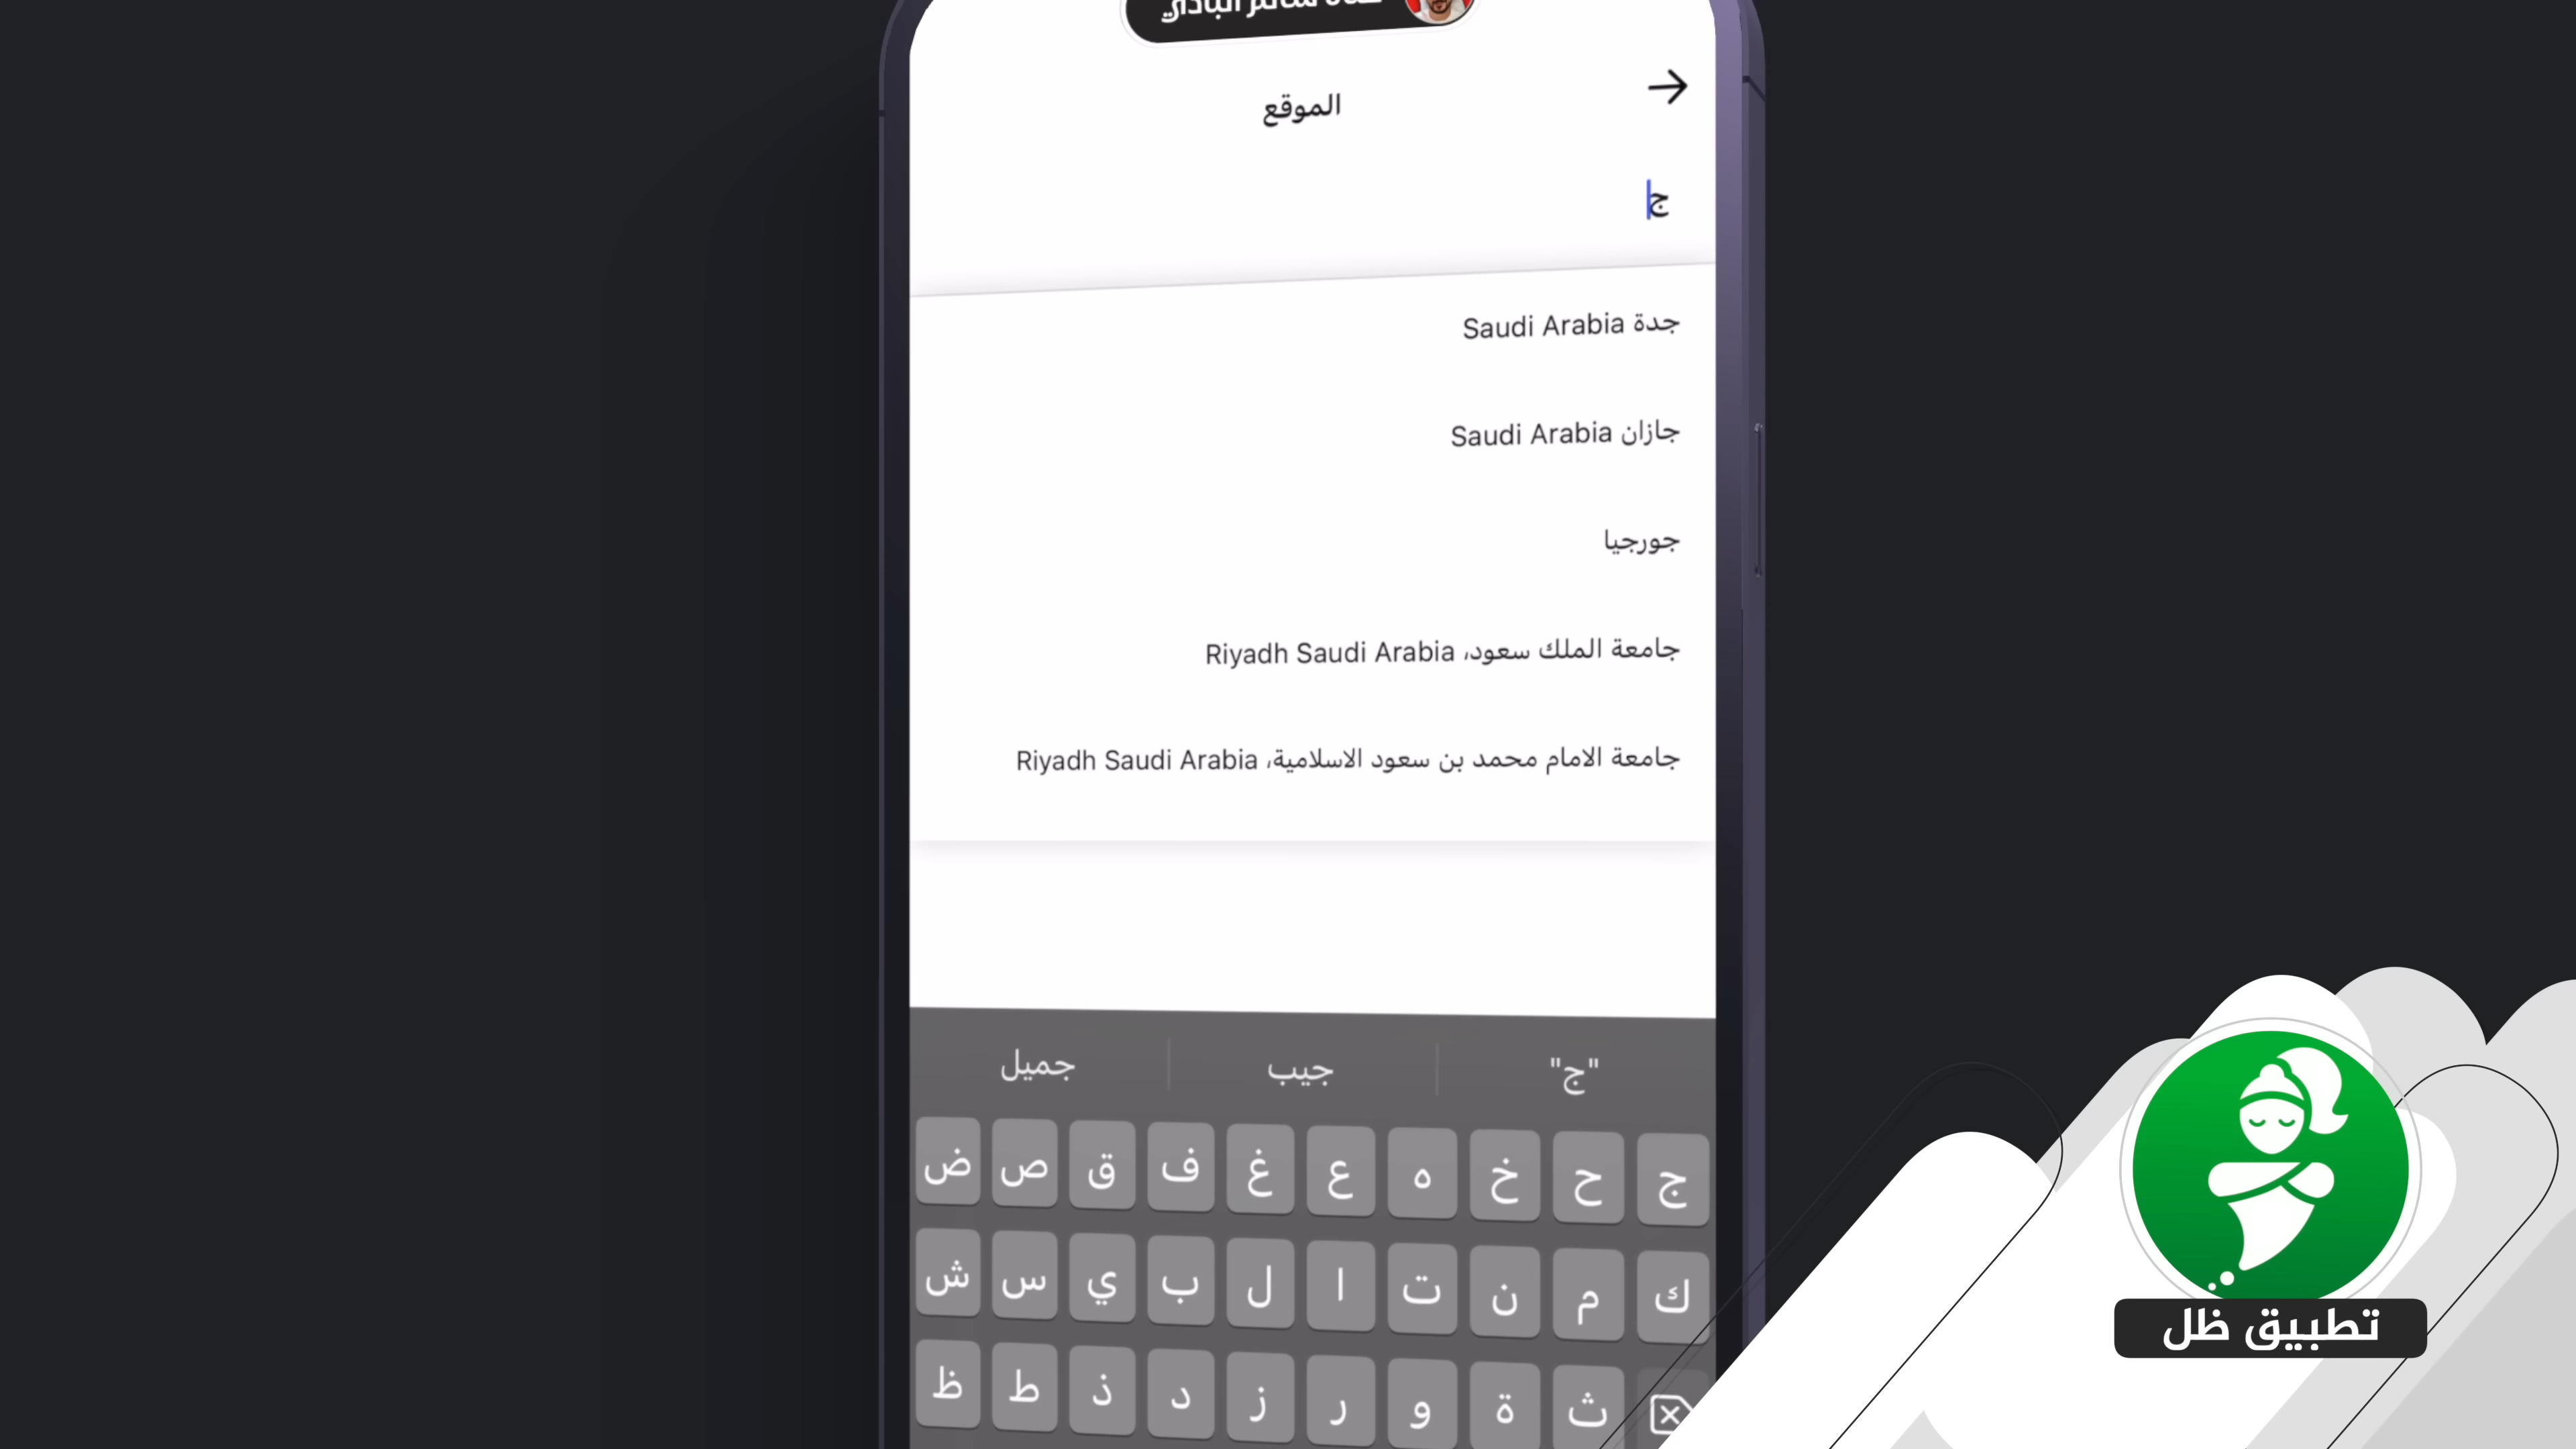 الموقع
ج
جدة Saudi Arabia
جازان Saudi Arabia
جورجيا
جامعة الملك سعود، Riyadh Saudi Arabia
جامعة الامام محمد بن سعود الاسلامية، Riyadh Saudi Arabia
"ج" جيب جميل
ج ح خ ه ع غ ف ق ص ض
ك م ن ت ا ل ب ي س ش
ث ة و ر ز د ذ ط ظ
تطبيق ظل